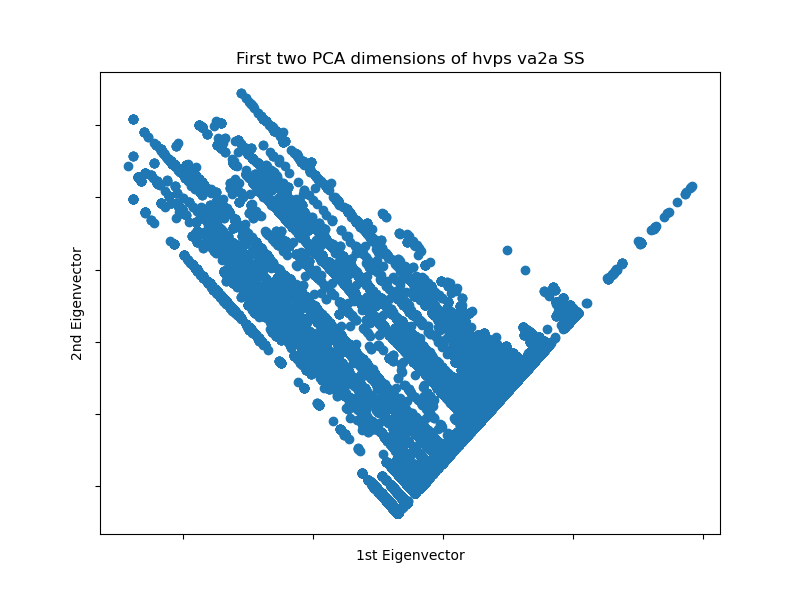 First two PCA dimensions of hvps va2a SS
2nd Eigenvector
1st Eigenvector